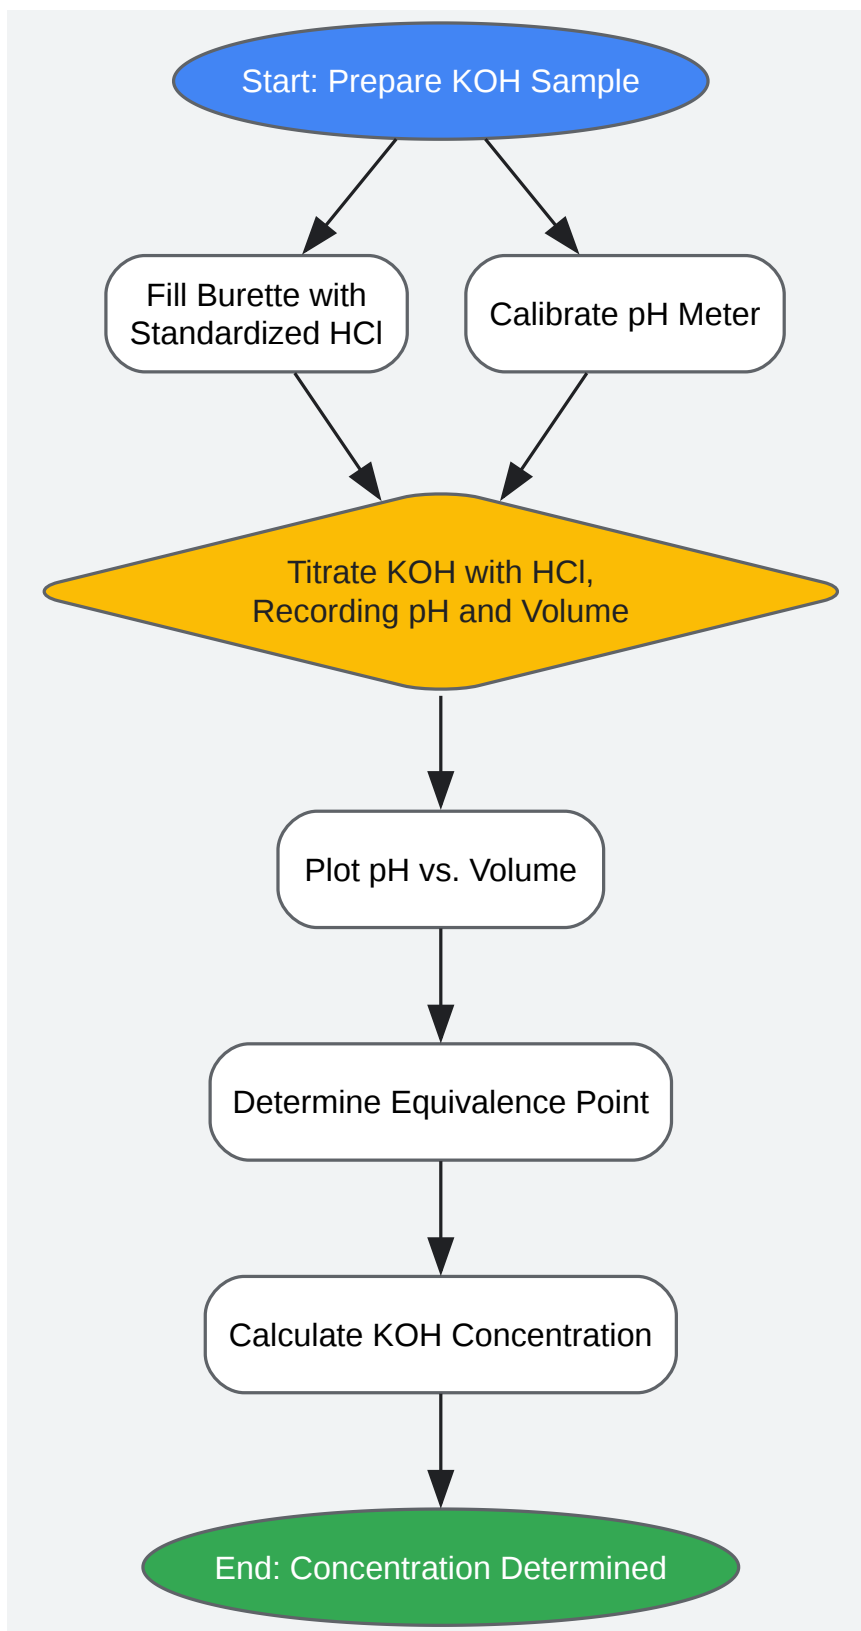 Start: Prepare KOH Sample
Fill Burette with
Standardized HCl
Calibrate pH Meter
Titrate KOH with HCl,
Recording pH and Volume
Plot pH vs. Volume
Determine Equivalence Point
Calculate KOH Concentration
End: Concentration Determined